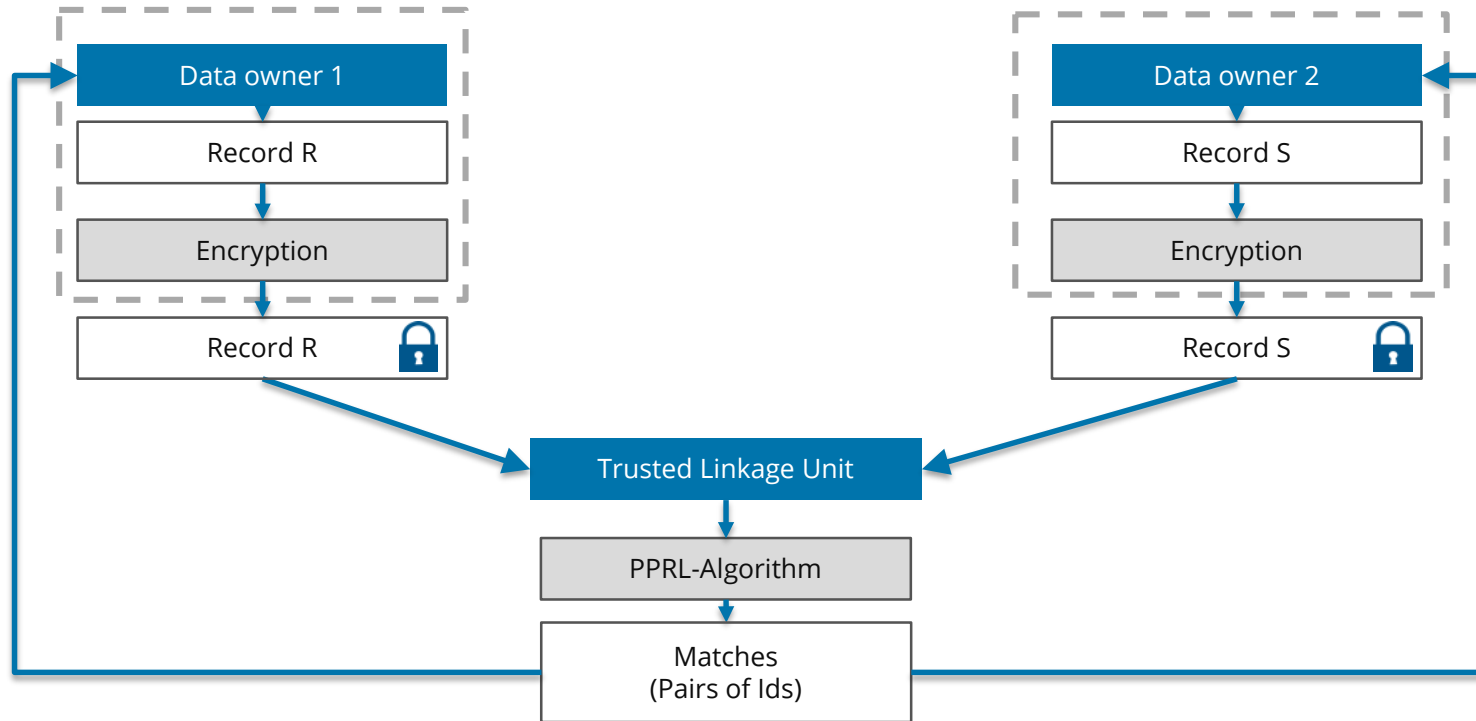 Data owner 1
Data owner 2
Record R
Record S
Encryption
Encryption
Record R
Record S
Trusted Linkage Unit
PPRL-Algorithm
Matches
(Pairs of Ids)